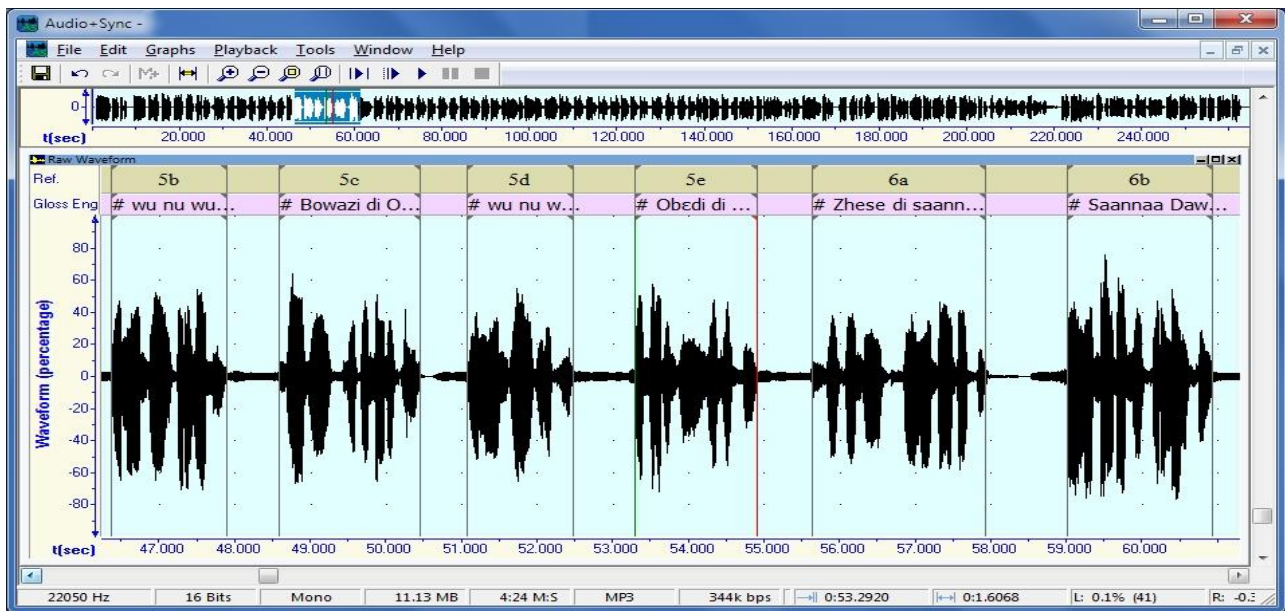 Audio+Sync -
File Edit Graphs Playback Tools Window Help
0
t(sec) 20.000 40.000 60.000 80.000 100.000 120.000 140.000 160.000 180.000 200.000 220.000 240.000
Raw Waveform
Ref. 5b 5c 5d 5e 6a 6b
Gloss Eng # wu nu wu... # Bowazi di O... # wu nu w... # Obɛdi di ... # Zhese di saann... # Saannaa Daw...
Waveform (percentage)
80
60
40
20
0
-20
-40
-60
-80
t(sec) 47.000 48.000 49.000 50.000 51.000 52.000 53.000 54.000 55.000 56.000 57.000 58.000 59.000 60.000
22050 Hz 16 Bits Mono 11.13 MB 4:24 M:S MP3 344k bps 0:53.2920 0:1.6068 L: 0.1% (41) R: -0.3